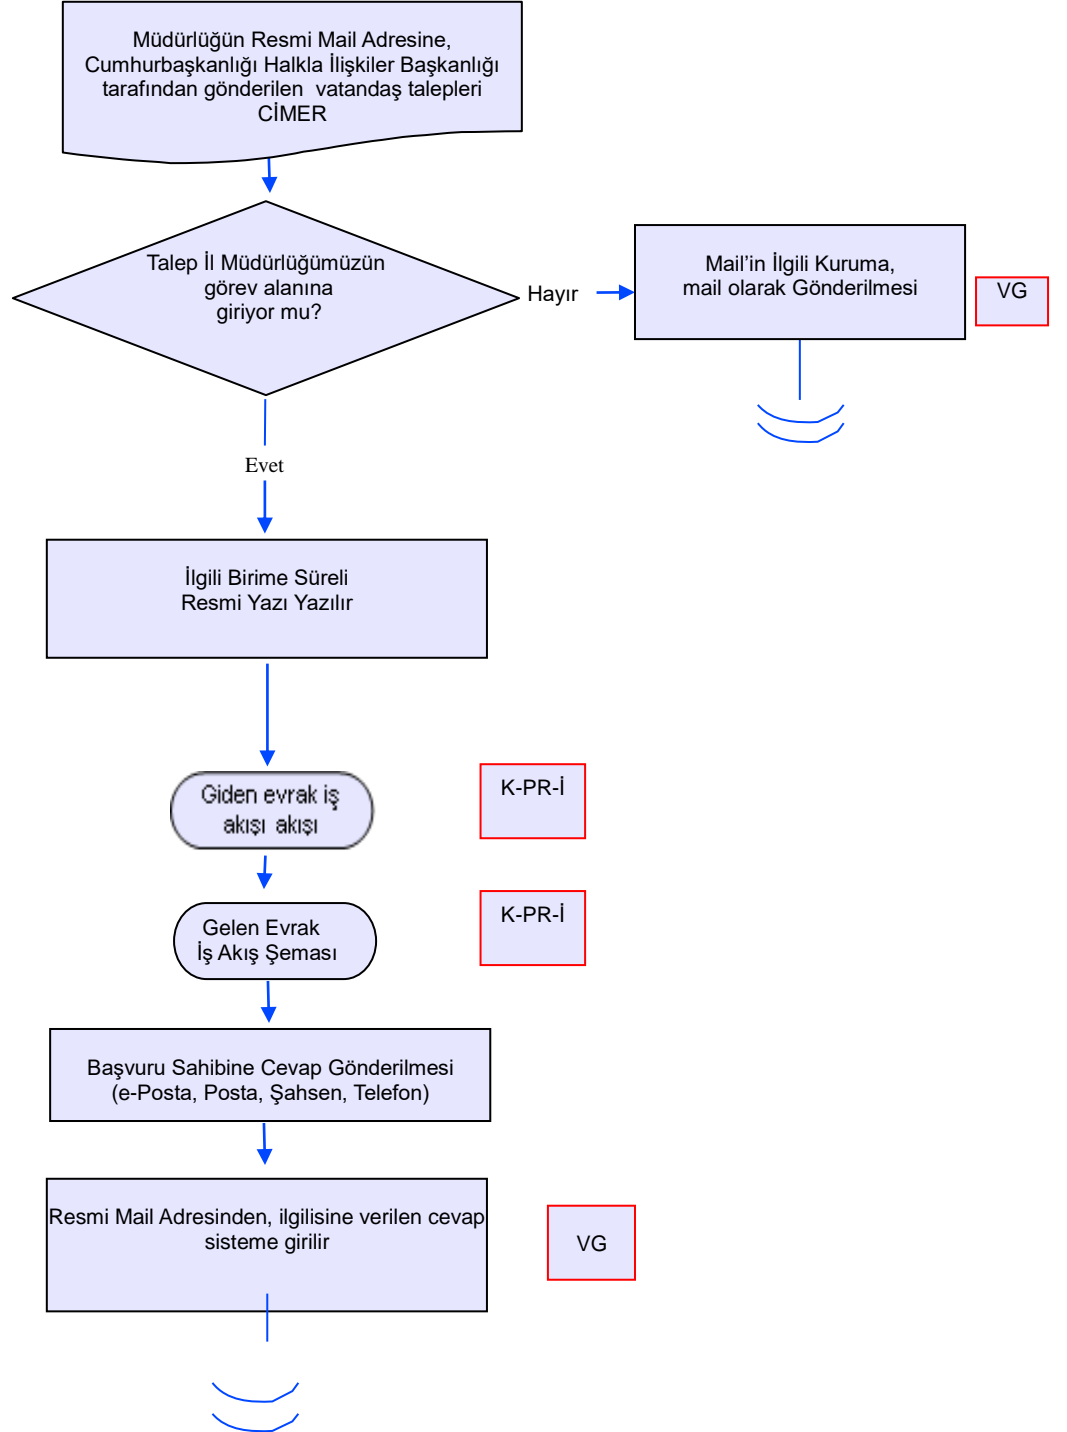 Müdürlüğün Resmi Mail Adresine,
Cumhurbaşkanlığı Halkla İlişkiler Başkanlığı
tarafından gönderilen vatandaş talepleri
CİMER
Talep İl Müdürlüğümüzün
görev alanına
giriyor mu?
Hayır
Mail’in İlgili Kuruma,
mail olarak Gönderilmesi
VG
Evet
İlgili Birime Süreli
Resmi Yazı Yazılır
Giden evrak iş
akışı akışı
K-PR-İ
Gelen Evrak
İş Akış Şeması
K-PR-İ
Başvuru Sahibine Cevap Gönderilmesi
(e-Posta, Posta, Şahsen, Telefon)
Resmi Mail Adresinden, ilgilisine verilen cevap
sisteme girilir
VG